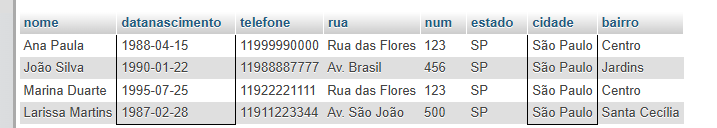 nome datanascimento telefone rua num estado cidade bairro
Ana Paula 1988-04-15 11999990000 Rua das Flores 123 SP São Paulo Centro
João Silva 1990-01-22 11988887777 Av. Brasil 456 SP São Paulo Jardins
Marina Duarte 1995-07-25 11922221111 Rua das Flores 123 SP São Paulo Centro
Larissa Martins 1987-02-28 11911223344 Av. São João 500 SP São Paulo Santa Cecília